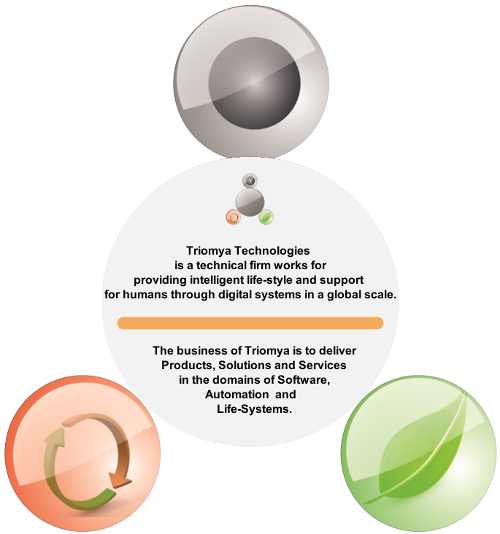 Triomya Technologies
is a technical firm works for
providing intelligent life-style and support
for humans through digital systems in a global scale.
The business of Triomya is to deliver
Products, Solutions and Services
in the domains of Software,
Automation and
Life-Systems.